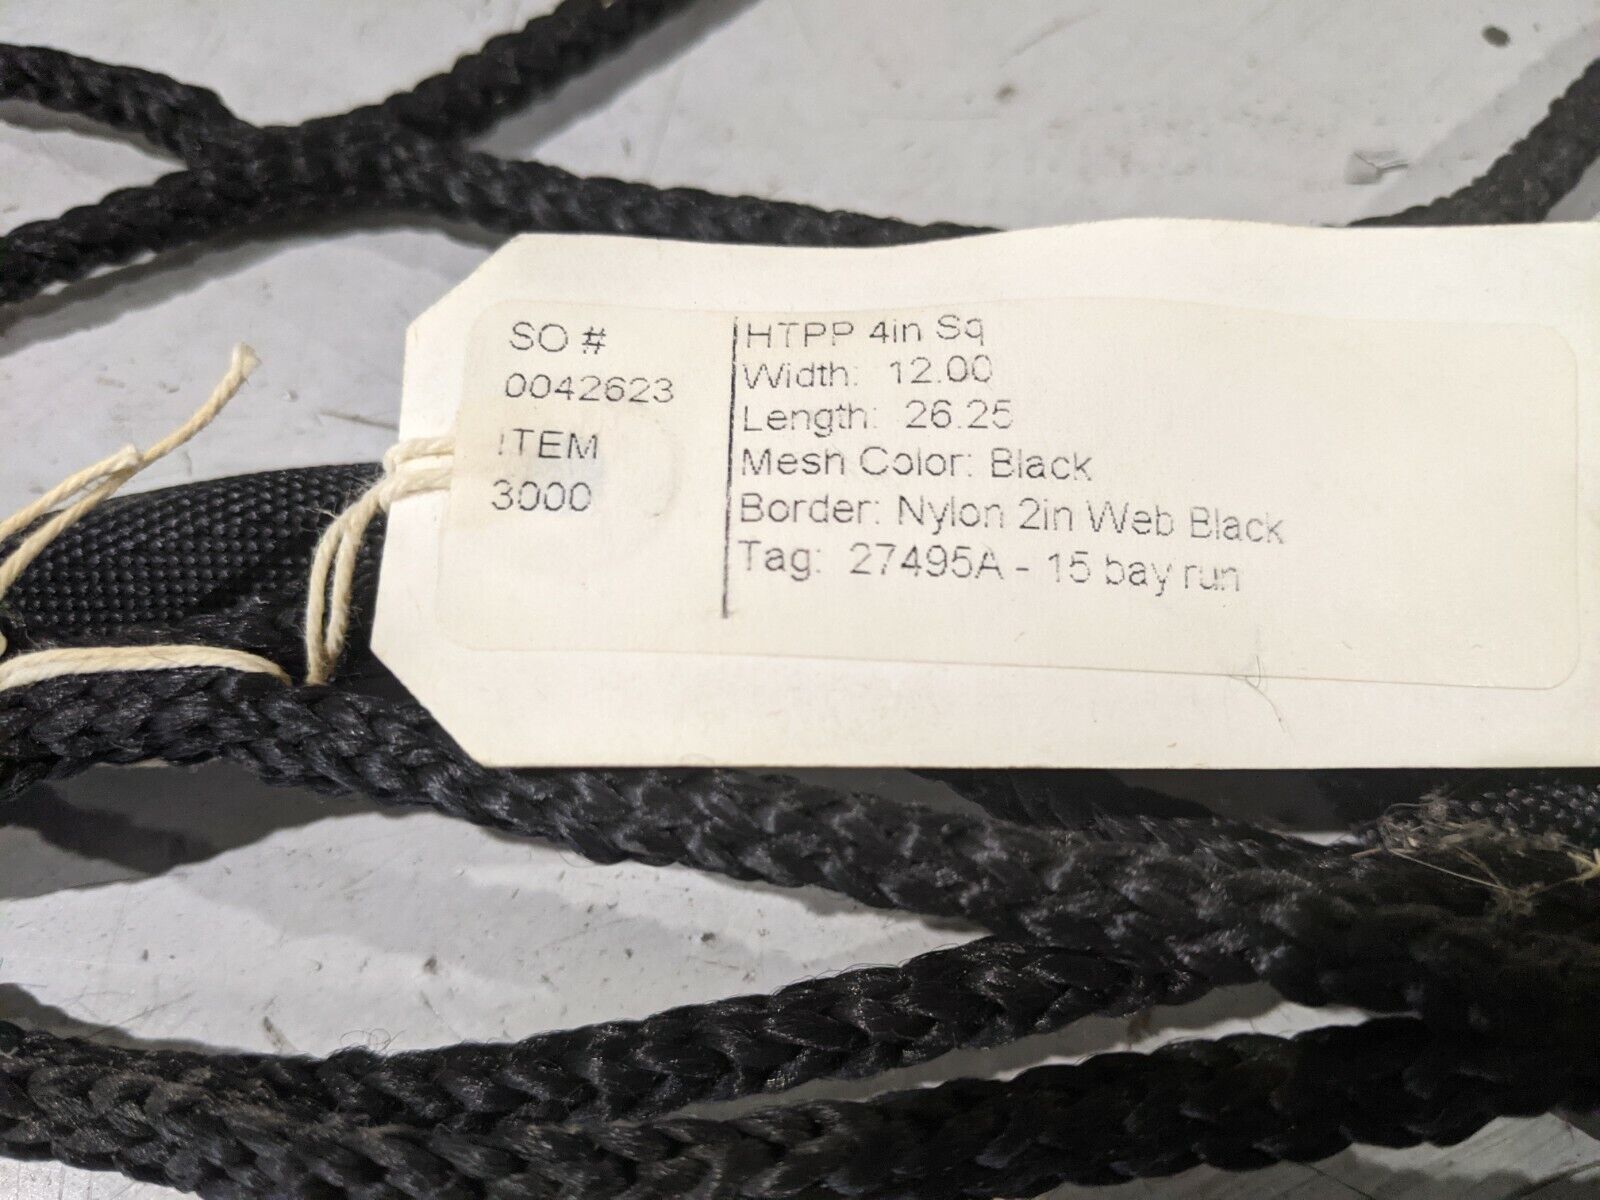 SO #
0042623
ITEM
3000
HTPP 4in Sq
Width: 12.00
Length: 26.25
Mesh Color: Black
Border: Nylon 2in Web Black
Tag: 27495A - 15 bay run